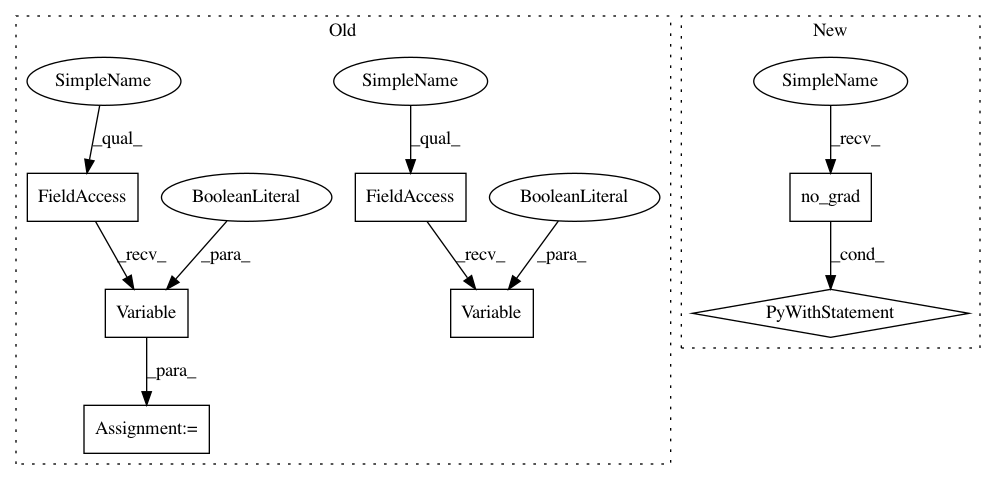 Old
New
SimpleName
SimpleName
SimpleName
_qual_
_qual_
_recv_
FieldAccess
BooleanLiteral
FieldAccess
BooleanLiteral
no_grad
_recv_
_para_
_recv_
_para_
_cond_
Variable
Variable
PyWithStatement
_para_
Assignment:=